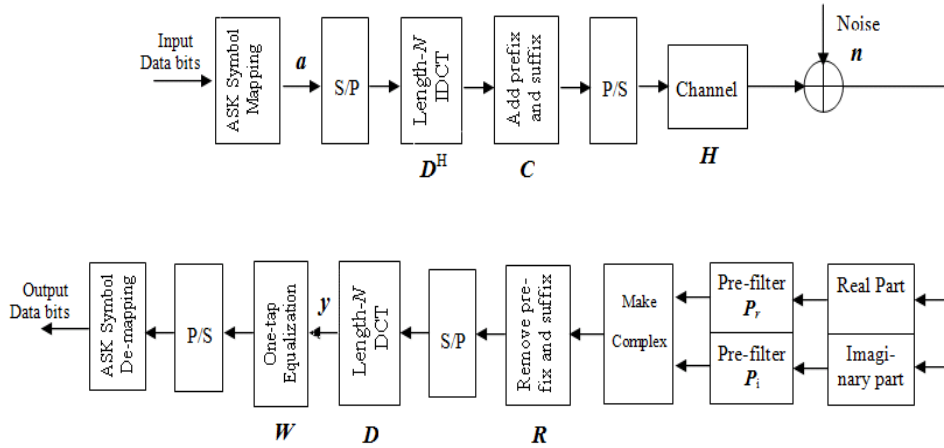 Input
Data bits
ASK Symbol
Mapping
a
S/P
Length-N
IDCT
D^H
Add prefix
and suffix
C
P/S
Channel
H
Noise
n
Output
Data bits
ASK Symbol
De-mapping
P/S
One-tap
Equalization
W
y
Length-N
DCT
D
S/P
Remove pre-
fix and suffix
R
Make
Complex
Pre-filter
P_r
Pre-filter
P_i
Real Part
Imagi-
nary part